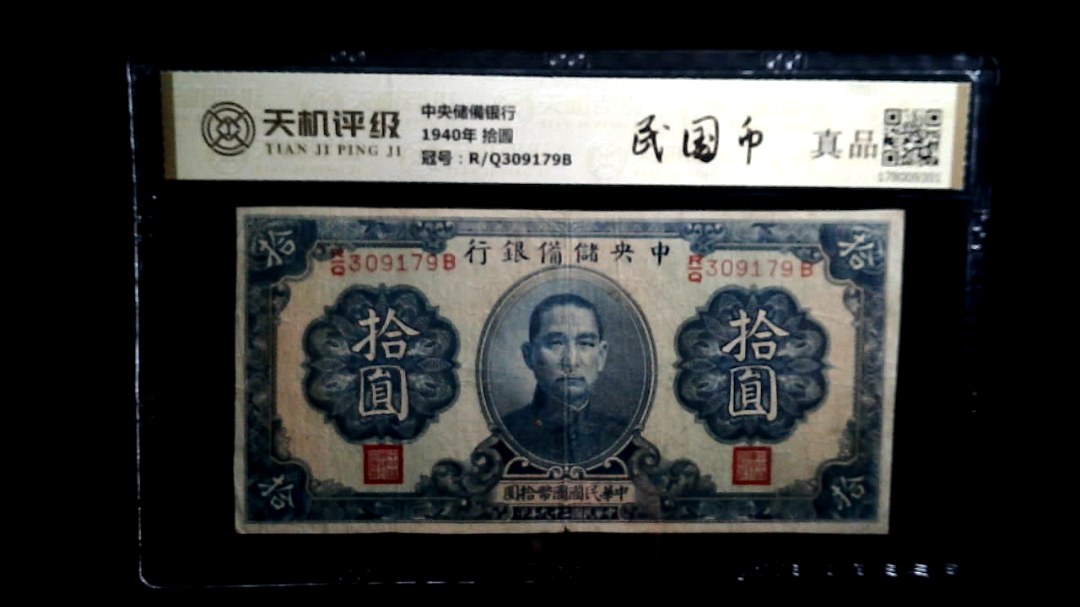 天机评级
TIAN JI PING JI
中央储備银行
1940年 拾圓
冠号：R/Q309179B
民国币
真品
拾
拾
行銀備儲央中
R/Q309179B
R/Q309179B
拾圓
拾圓
圓拾幣國國民華中
拾
拾